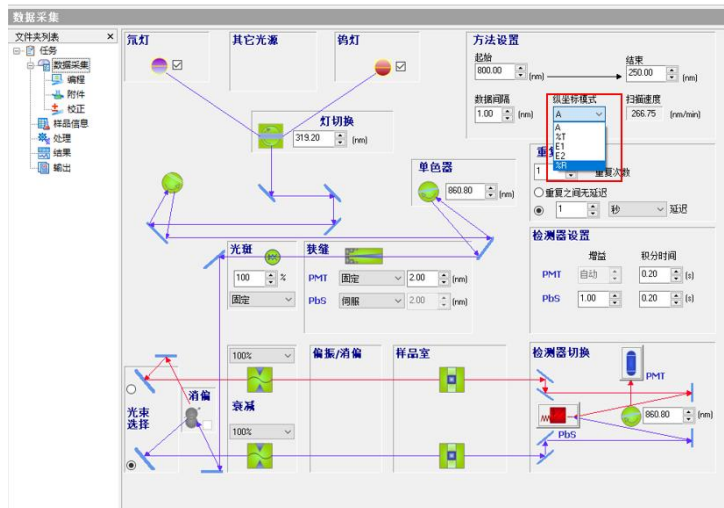 数据采集
文件夹列表 ×
任务
数据采集
编程
附件
校正
样品信息
处理
结果
输出
氘灯
其它光源
钨灯
灯切换
319.20 (nm)
单色器
860.80 (nm)
光斑
100 %
固定
狭缝
PMT 固定 2.00 (nm)
PbS 伺服 2.00 (nm)
方法设置
起始
800.00 (nm)
结束
250.00 (nm)
数据间隔
1.00 (nm)
纵坐标模式
A
A
%T
E1
E2
%R
扫描速度
266.75 (nm/min)
1 重复次数
重复之间无延迟
1 秒 延迟
检测器设置
增益 积分时间
PMT 自动 0.20 (s)
PbS 1.00 0.20 (s)
光束
选择
消偏
100%
衰减
100%
偏振/消偏
样品室
检测器切换
PMT
860.80 (nm)
PbS